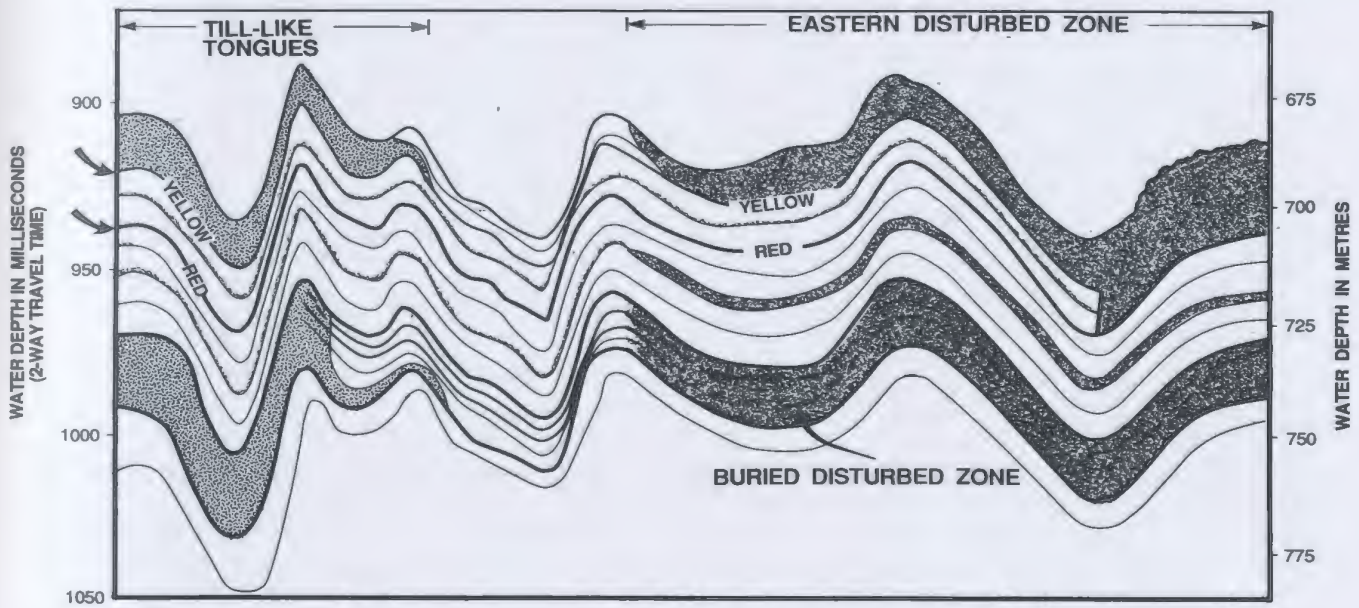 TILL-LIKE
TONGUES
EASTERN DISTURBED ZONE
WATER DEPTH IN MILLISECONDS
(2-WAY TRAVEL TIME)
900
950
1000
1050
YELLOW
RED
YELLOW
RED
BURIED DISTURBED ZONE
675
700
725
750
775
WATER DEPTH IN METRES